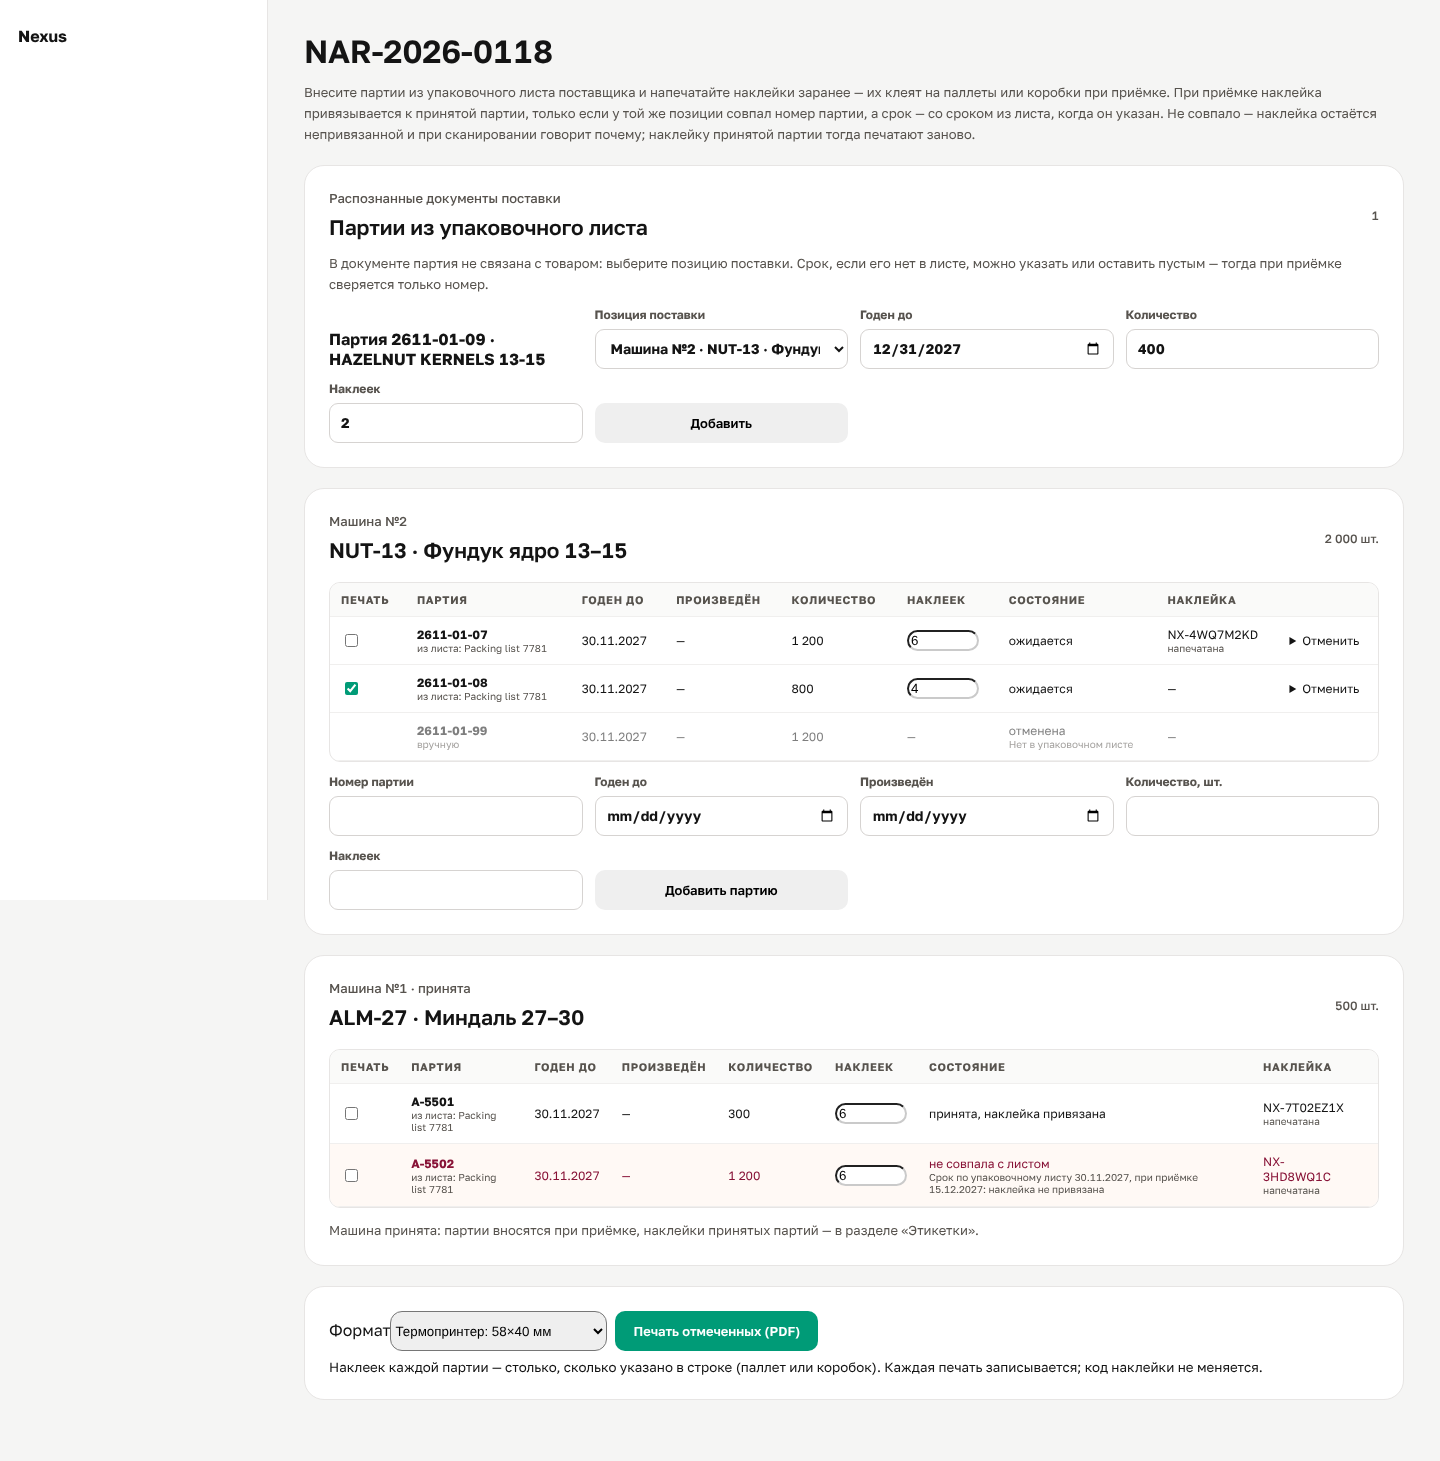 Nexus
NAR-2026-0118
Внесите партии из упаковочного листа поставщика и напечатайте наклейки заранее — их клеят на паллеты или коробки при приёмке. При приёмке наклейка
привязывается к принятой партии, только если у той же позиции совпал номер партии, а срок — со сроком из листа, когда он указан. Не совпало — наклейка остаётся
непривязанной и при сканировании говорит почему; наклейку принятой партии тогда печатают заново.
Распознанные документы поставки
Партии из упаковочного листа
1
В документе партия не связана с товаром: выберите позицию поставки. Срок, если его нет в листе, можно указать или оставить пустым — тогда при приёмке
сверяется только номер.
Позиция поставки Годен до Количество
Партия 2611-01-09 ·
HAZELNUT KERNELS 13-15
Машина №2 · NUT-13 · Фунду 12/31/2027 400
Наклеек
2 Добавить
Машина №2
NUT-13 · Фундук ядро 13–15
2 000 шт.
ПЕЧАТЬ ПАРТИЯ ГОДЕН ДО ПРОИЗВЕДЁН КОЛИЧЕСТВО НАКЛЕЕК СОСТОЯНИЕ НАКЛЕЙКА
2611-01-07 30.11.2027 — 1 200 6 ожидается NX-4WQ7M2KD ▶ Отменить
из листа: Packing list 7781 напечатана
2611-01-08 30.11.2027 — 800 4 ожидается — ▶ Отменить
из листа: Packing list 7781
2611-01-99 30.11.2027 — 1 200 — отменена —
вручную Нет в упаковочном листе
Номер партии Годен до Произведён Количество, шт.
mm/dd/yyyy mm/dd/yyyy
Наклеек
Добавить партию
Машина №1 · принята
ALM-27 · Миндаль 27–30
500 шт.
ПЕЧАТЬ ПАРТИЯ ГОДЕН ДО ПРОИЗВЕДЁН КОЛИЧЕСТВО НАКЛЕЕК СОСТОЯНИЕ НАКЛЕЙКА
A-5501 30.11.2027 — 300 6 принята, наклейка привязана NX-7T02EZ1X
из листа: Packing напечатана
list 7781
A-5502 30.11.2027 — 1 200 6 не совпала с листом NX-
из листа: Packing Срок по упаковочному листу 30.11.2027, при приёмке 3HD8WQ1C
list 7781 15.12.2027: наклейка не привязана напечатана
Машина принята: партии вносятся при приёмке, наклейки принятых партий — в разделе «Этикетки».
Формат Термопринтер: 58×40 мм Печать отмеченных (PDF)
Наклеек каждой партии — столько, сколько указано в строке (паллет или коробок). Каждая печать записывается; код наклейки не меняется.